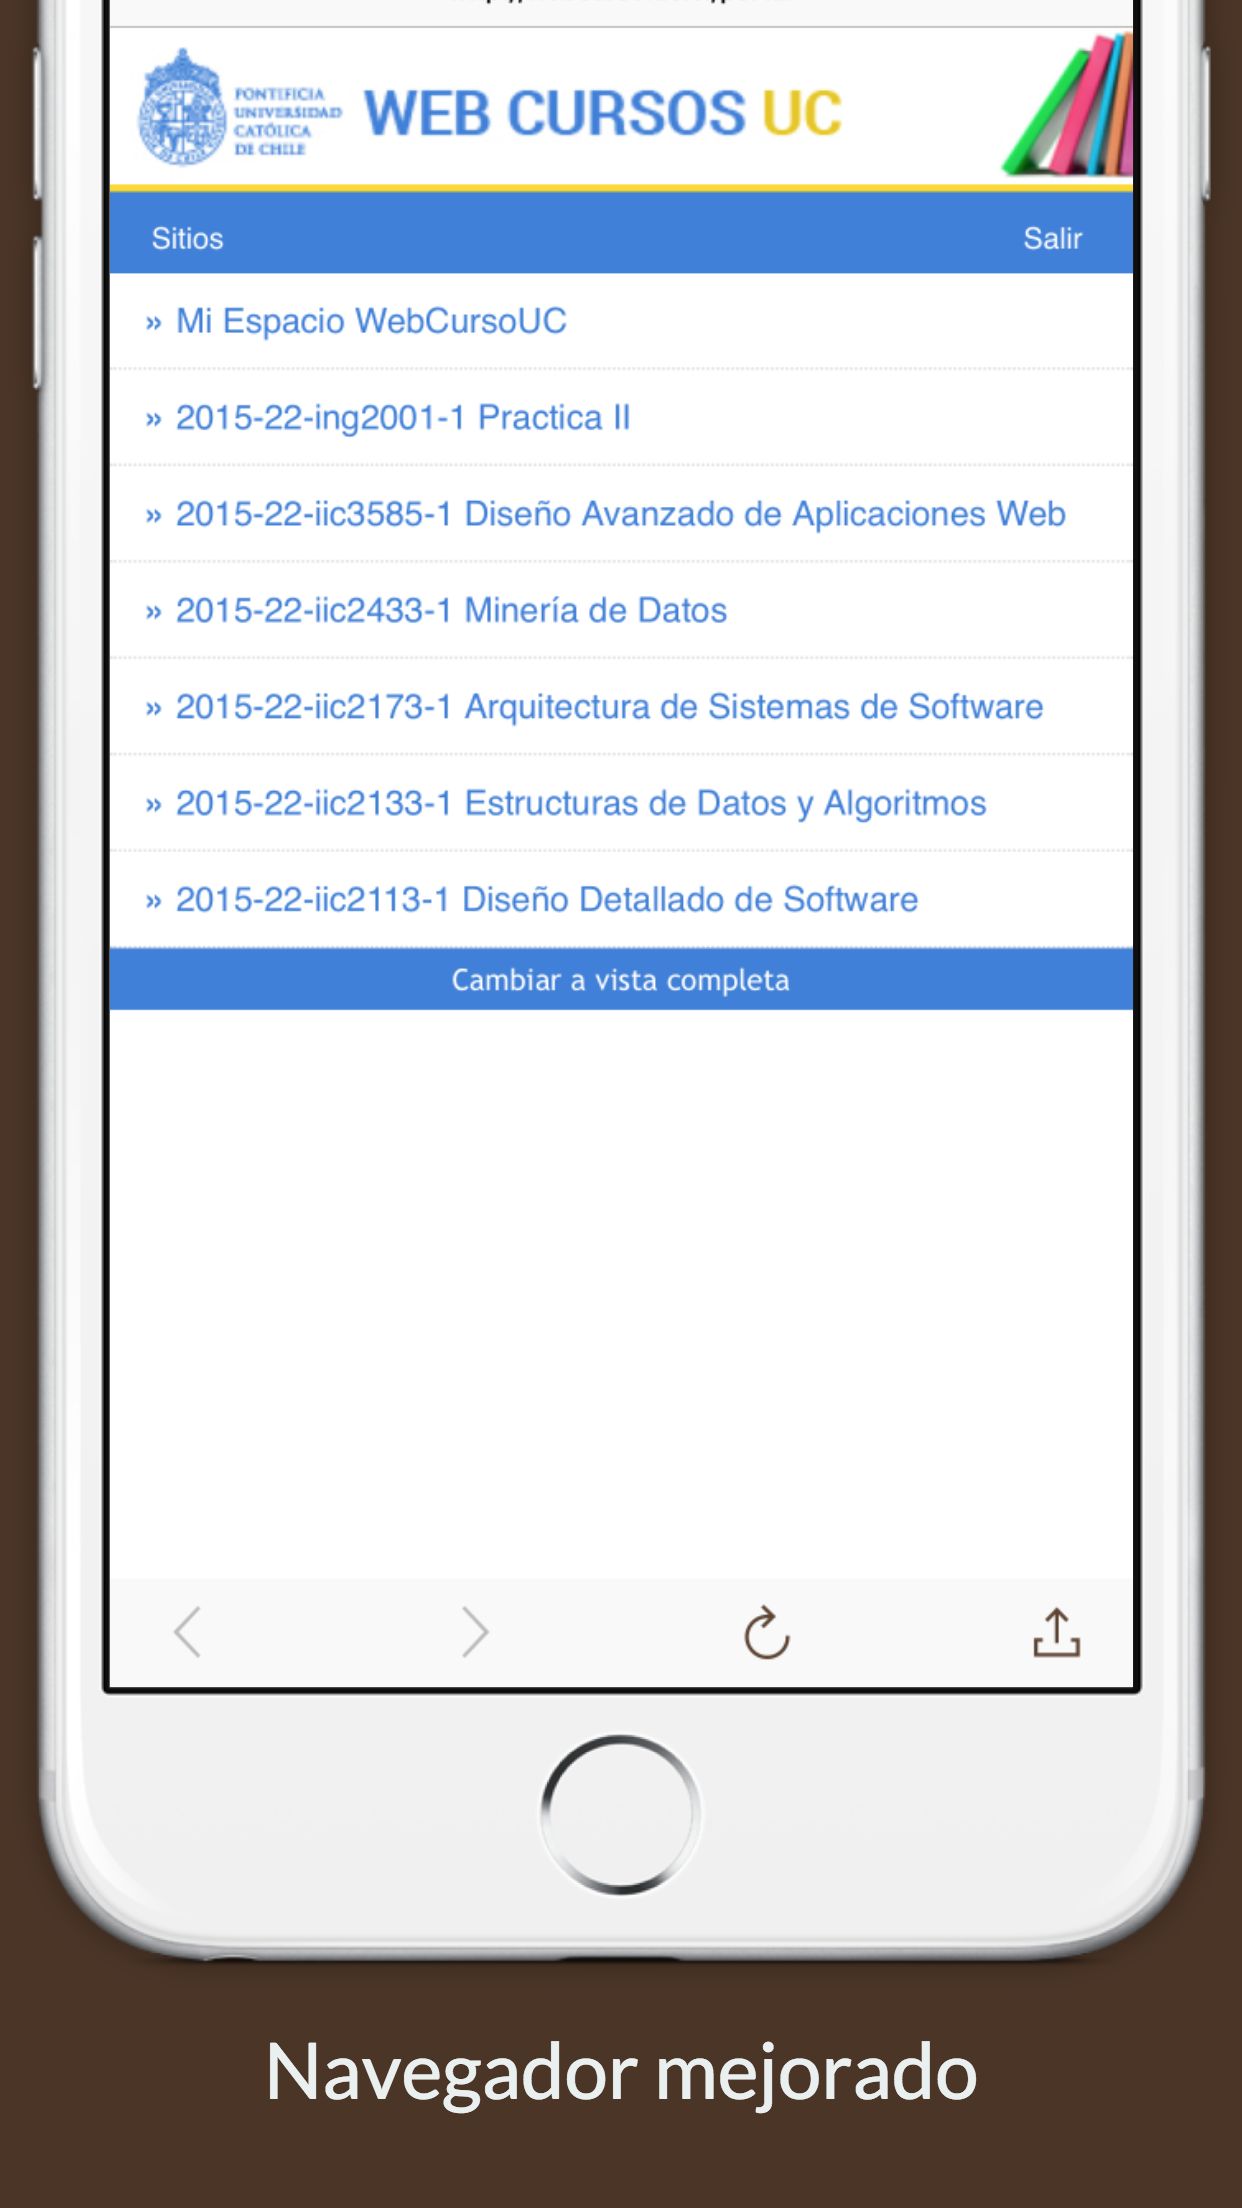 PONTIFICIA
UNIVERSIDAD
CATÓLICA
DE CHILE
WEB CURSOS UC
Sitios
Salir
» Mi Espacio WebCursoUC
» 2015-22-ing2001-1 Practica II
» 2015-22-iic3585-1 Diseño Avanzado de Aplicaciones Web
» 2015-22-iic2433-1 Minería de Datos
» 2015-22-iic2173-1 Arquitectura de Sistemas de Software
» 2015-22-iic2133-1 Estructuras de Datos y Algoritmos
» 2015-22-iic2113-1 Diseño Detallado de Software
Cambiar a vista completa
Navegador mejorado